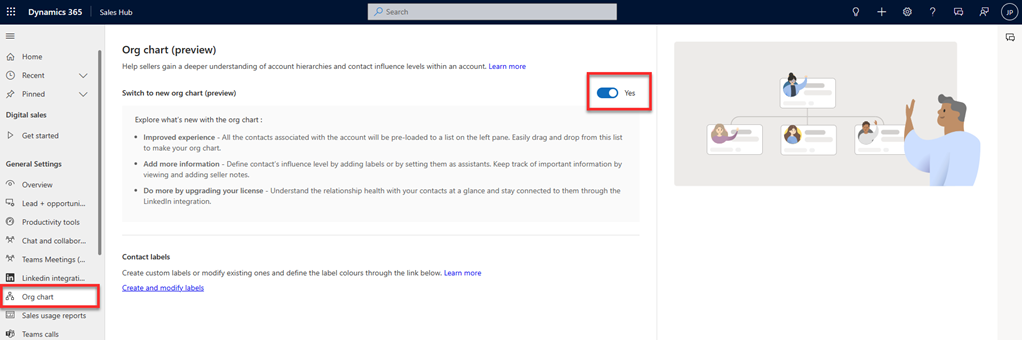 Dynamics 365
Sales Hub
Search
JP
Home
Recent
Pinned
Digital sales
Get started
General Settings
Overview
Lead + opportuni...
Productivity tools
Chat and collabor...
Teams Meetings (...
Linkedin integrati...
Org chart
Sales usage reports
Teams calls
Org chart (preview)
Help sellers gain a deeper understanding of account hierarchies and contact influence levels within an account. Learn more
Switch to new org chart (preview)
Yes
Explore what's new with the org chart :
• Improved experience - All the contacts associated with the account will be pre-loaded to a list on the left pane. Easily drag and drop from this list
to make your org chart.
• Add more information - Define contact's influence level by adding labels or by setting them as assistants. Keep track of important information by
viewing and adding seller notes.
• Do more by upgrading your license - Understand the relationship health with your contacts at a glance and stay connected to them through the
LinkedIn integration.
Contact labels
Create custom labels or modify existing ones and define the label colours through the link below. Learn more
Create and modify labels